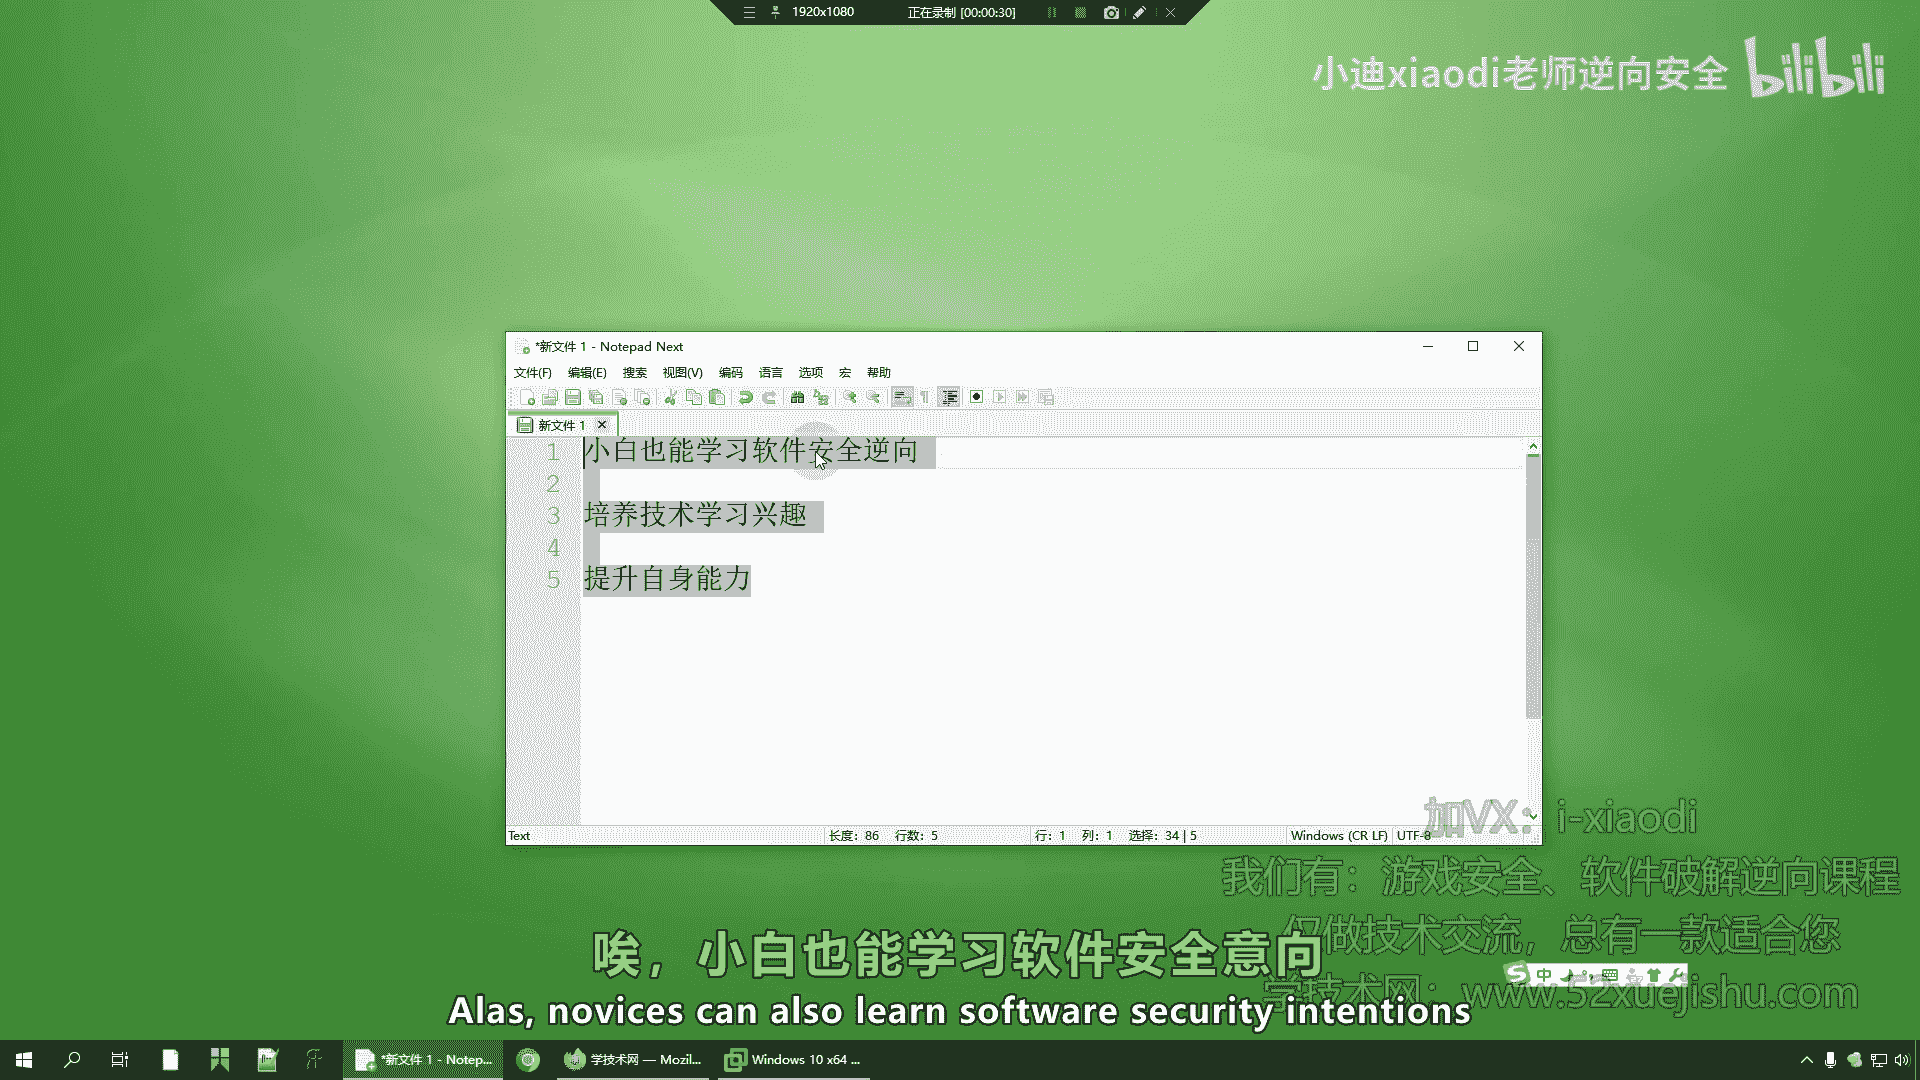 1920x1080
正在录制 [00:00:30]
小迪xiaodi老师逆向安全 bilibili
*新文件 1 - Notepad Next
文件(F) 编辑(E) 搜索 视图(V) 编码 语言 选项 宏 帮助
新文件 1
1 小白也能学习软件安全逆向
2
3 培养技术学习兴趣
4
5 提升自身能力
加VX：i-xiaodi
Text 长度: 86 行数: 5 行: 1 列: 1 选择: 34 | 5 Windows (CR LF) UTF-8
我们有：游戏安全、软件破解逆向课程
仅做技术交流，总有一款适合您
唉，小白也能学习软件安全意向
中
学技术网：www.52xuejishu.com
Alas, novices can also learn software security intentions
*新文件 1 - Notep...
学技术网 — Mozil...
Windows 10 x64 ...